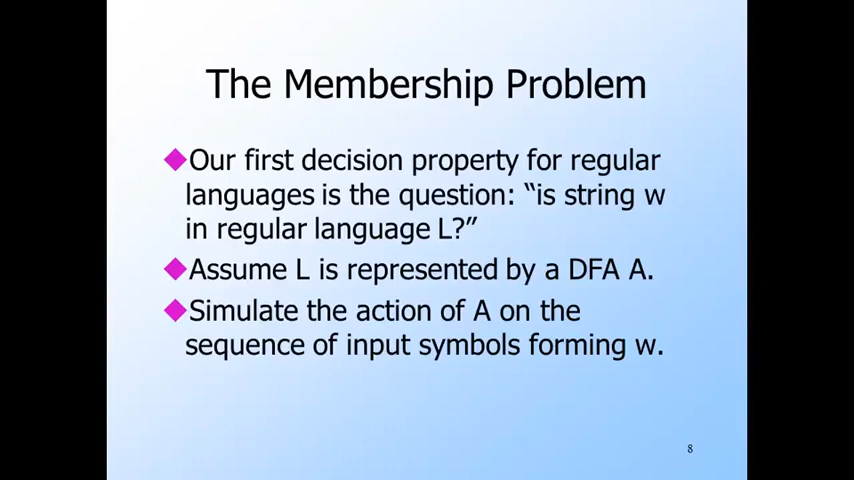 The Membership Problem
Our first decision property for regular
languages is the question: “is string w
in regular language L?”
Assume L is represented by a DFA A.
Simulate the action of A on the
sequence of input symbols forming w.
8